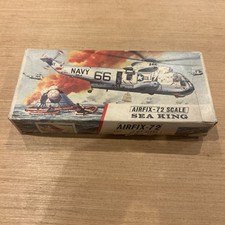 NAVY 66
AIRFIX-72 SCALE
SEA KING
AIRFIX-72